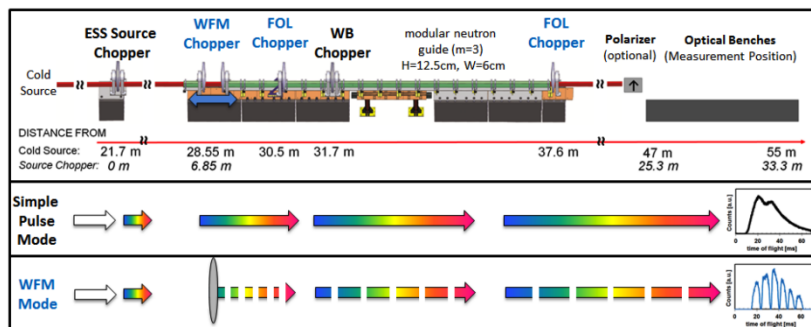 ESS Source
Chopper
WFM
Chopper
FOL
Chopper
WB
Chopper
modular neutron
guide (m=3)
H=12.5cm, W=6cm
FOL
Chopper
Polarizer
(optional)
Optical Benches
(Measurement Position)
Cold
Source
DISTANCE FROM
Cold Source: 21.7 m 28.55 m 30.5 m 31.7 m 37.6 m 47 m 55 m
Source Chopper: 0 m 6.85 m 25.3 m 33.3 m
Simple
Pulse
Mode
Counts [a.u.]
20 40 60
time of flight [ms]
WFM
Mode
Counts [a.u.]
0 20 40 60
time of flight [ms]